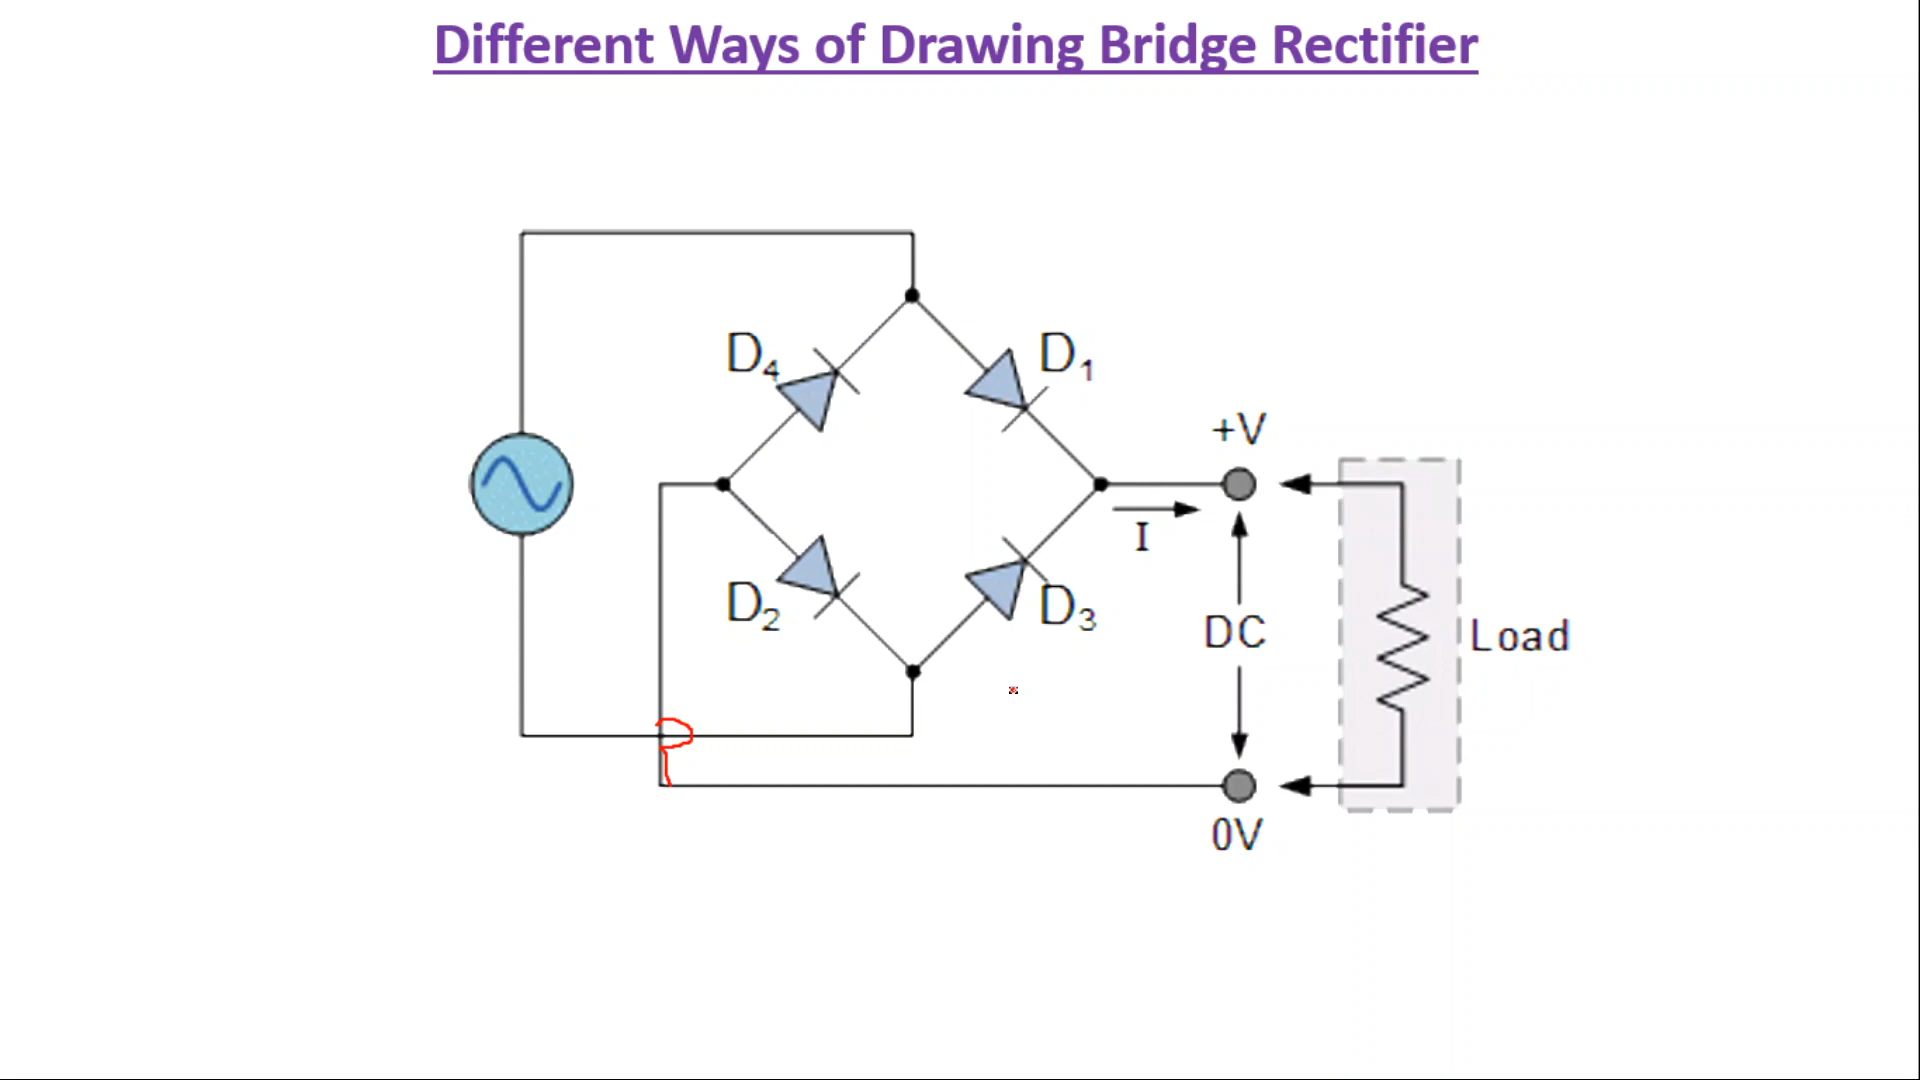 Different Ways of Drawing Bridge Rectifier
D4
D1
+V
I
D2
D3
DC
Load
0V